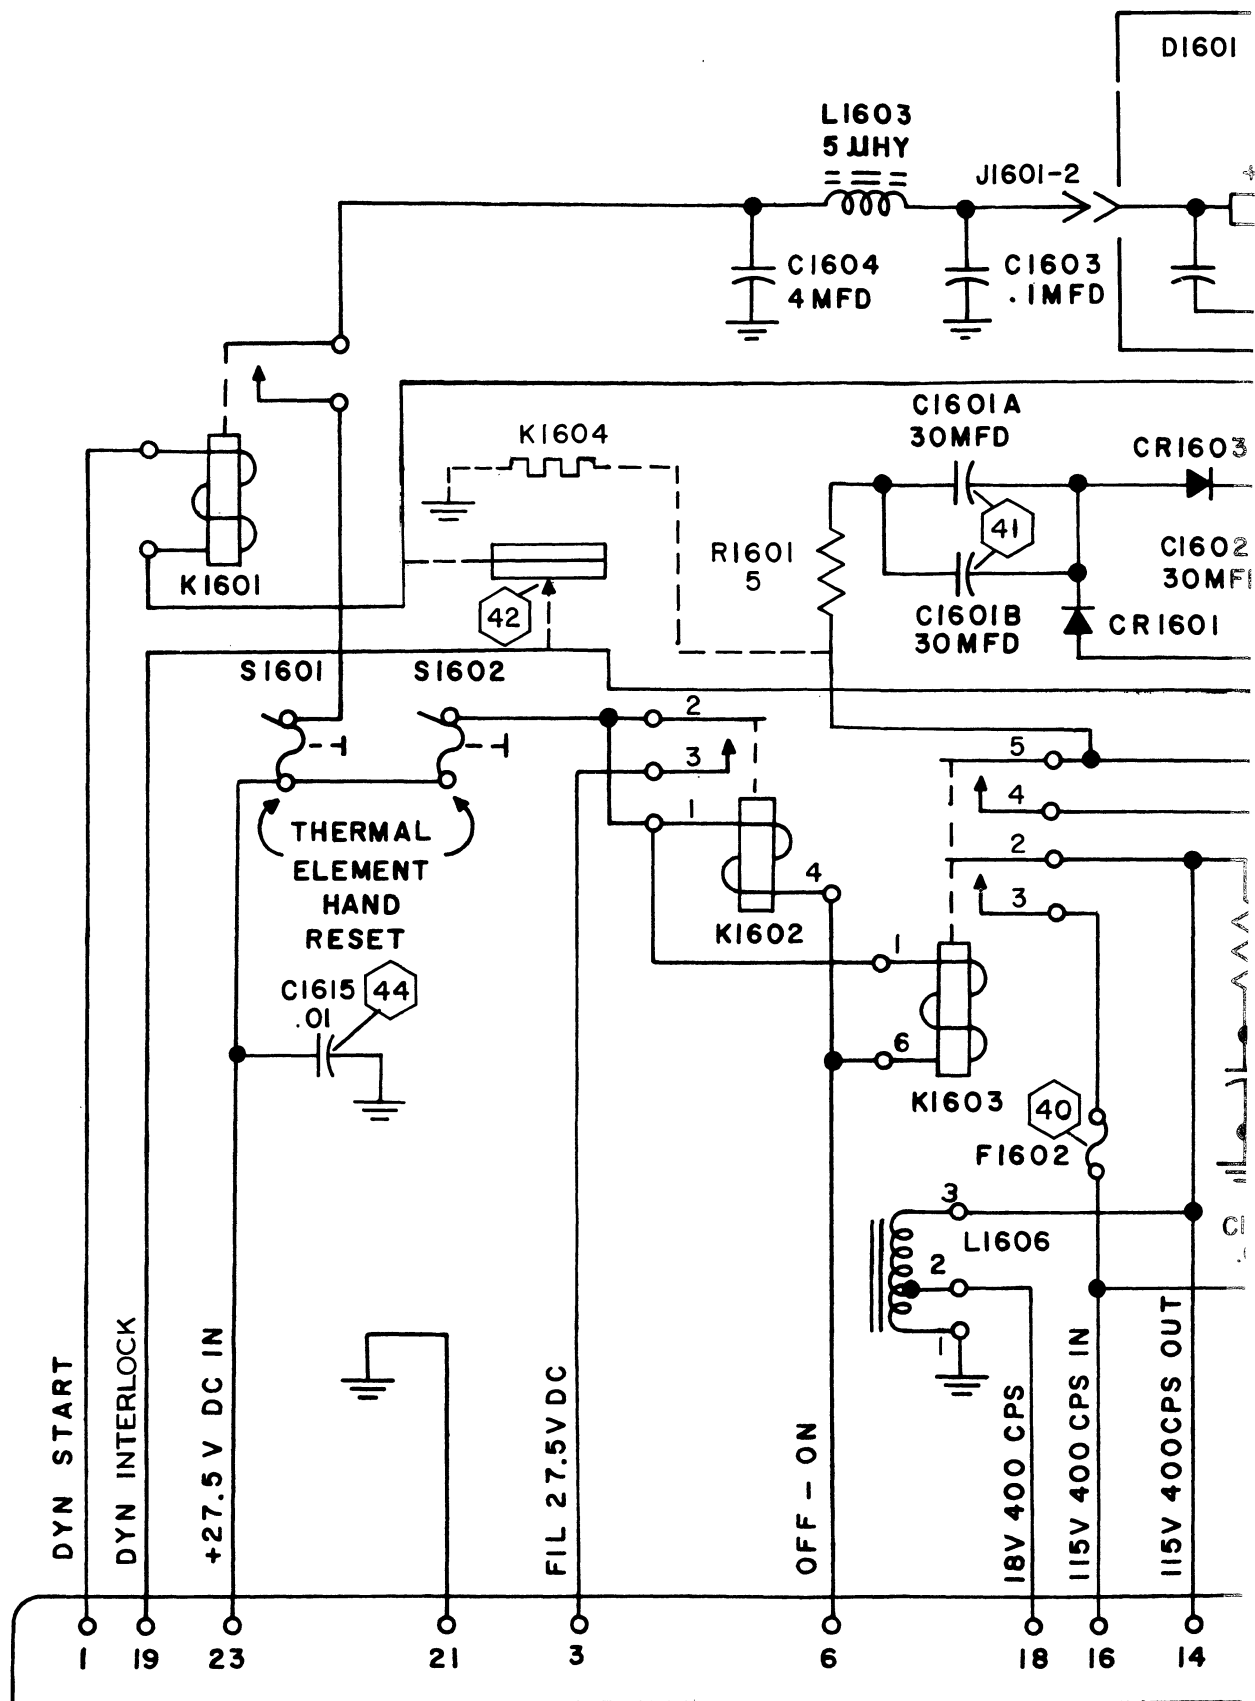 D1601
L1603
5 µHY
J1601-2
C1604
4MFD
C1603
.1MFD
C1601A
30MFD
K1604
CR1603
41
R1601
5
C1602
K1601
42
C1601B
30MFD
CR1601
S1601
S1602
2
3
5
4
1
THERMAL
ELEMENT
HAND
RESET
2
4
3
K1602
1
C1615
.01
44
6
K1603
40
F1602
3
L1606
2
1
DYN START
DYN INTERLOCK
+27.5 V DC IN
FIL 27.5VDC
OFF-ON
18V 400 CPS
115V 400 CPS IN
115V 400CPS OUT
1 19 23 21 3 6 18 16 14